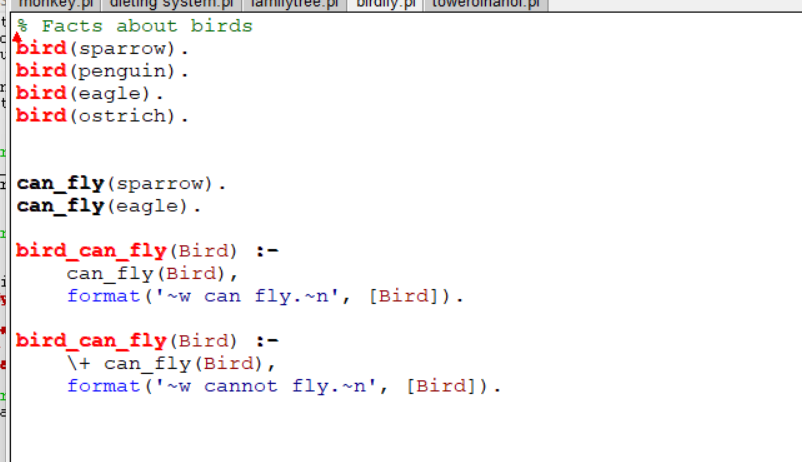 monkey.pl dieting system.pl familytree.pl birdfly.pl towerofhanoi.pl
% Facts about birds
bird(sparrow).
bird(penguin).
bird(eagle).
bird(ostrich).
can_fly(sparrow).
can_fly(eagle).
bird_can_fly(Bird) :-
    can_fly(Bird),
    format('~w can fly.~n', [Bird]).
bird_can_fly(Bird) :-
    \+ can_fly(Bird),
    format('~w cannot fly.~n', [Bird]).